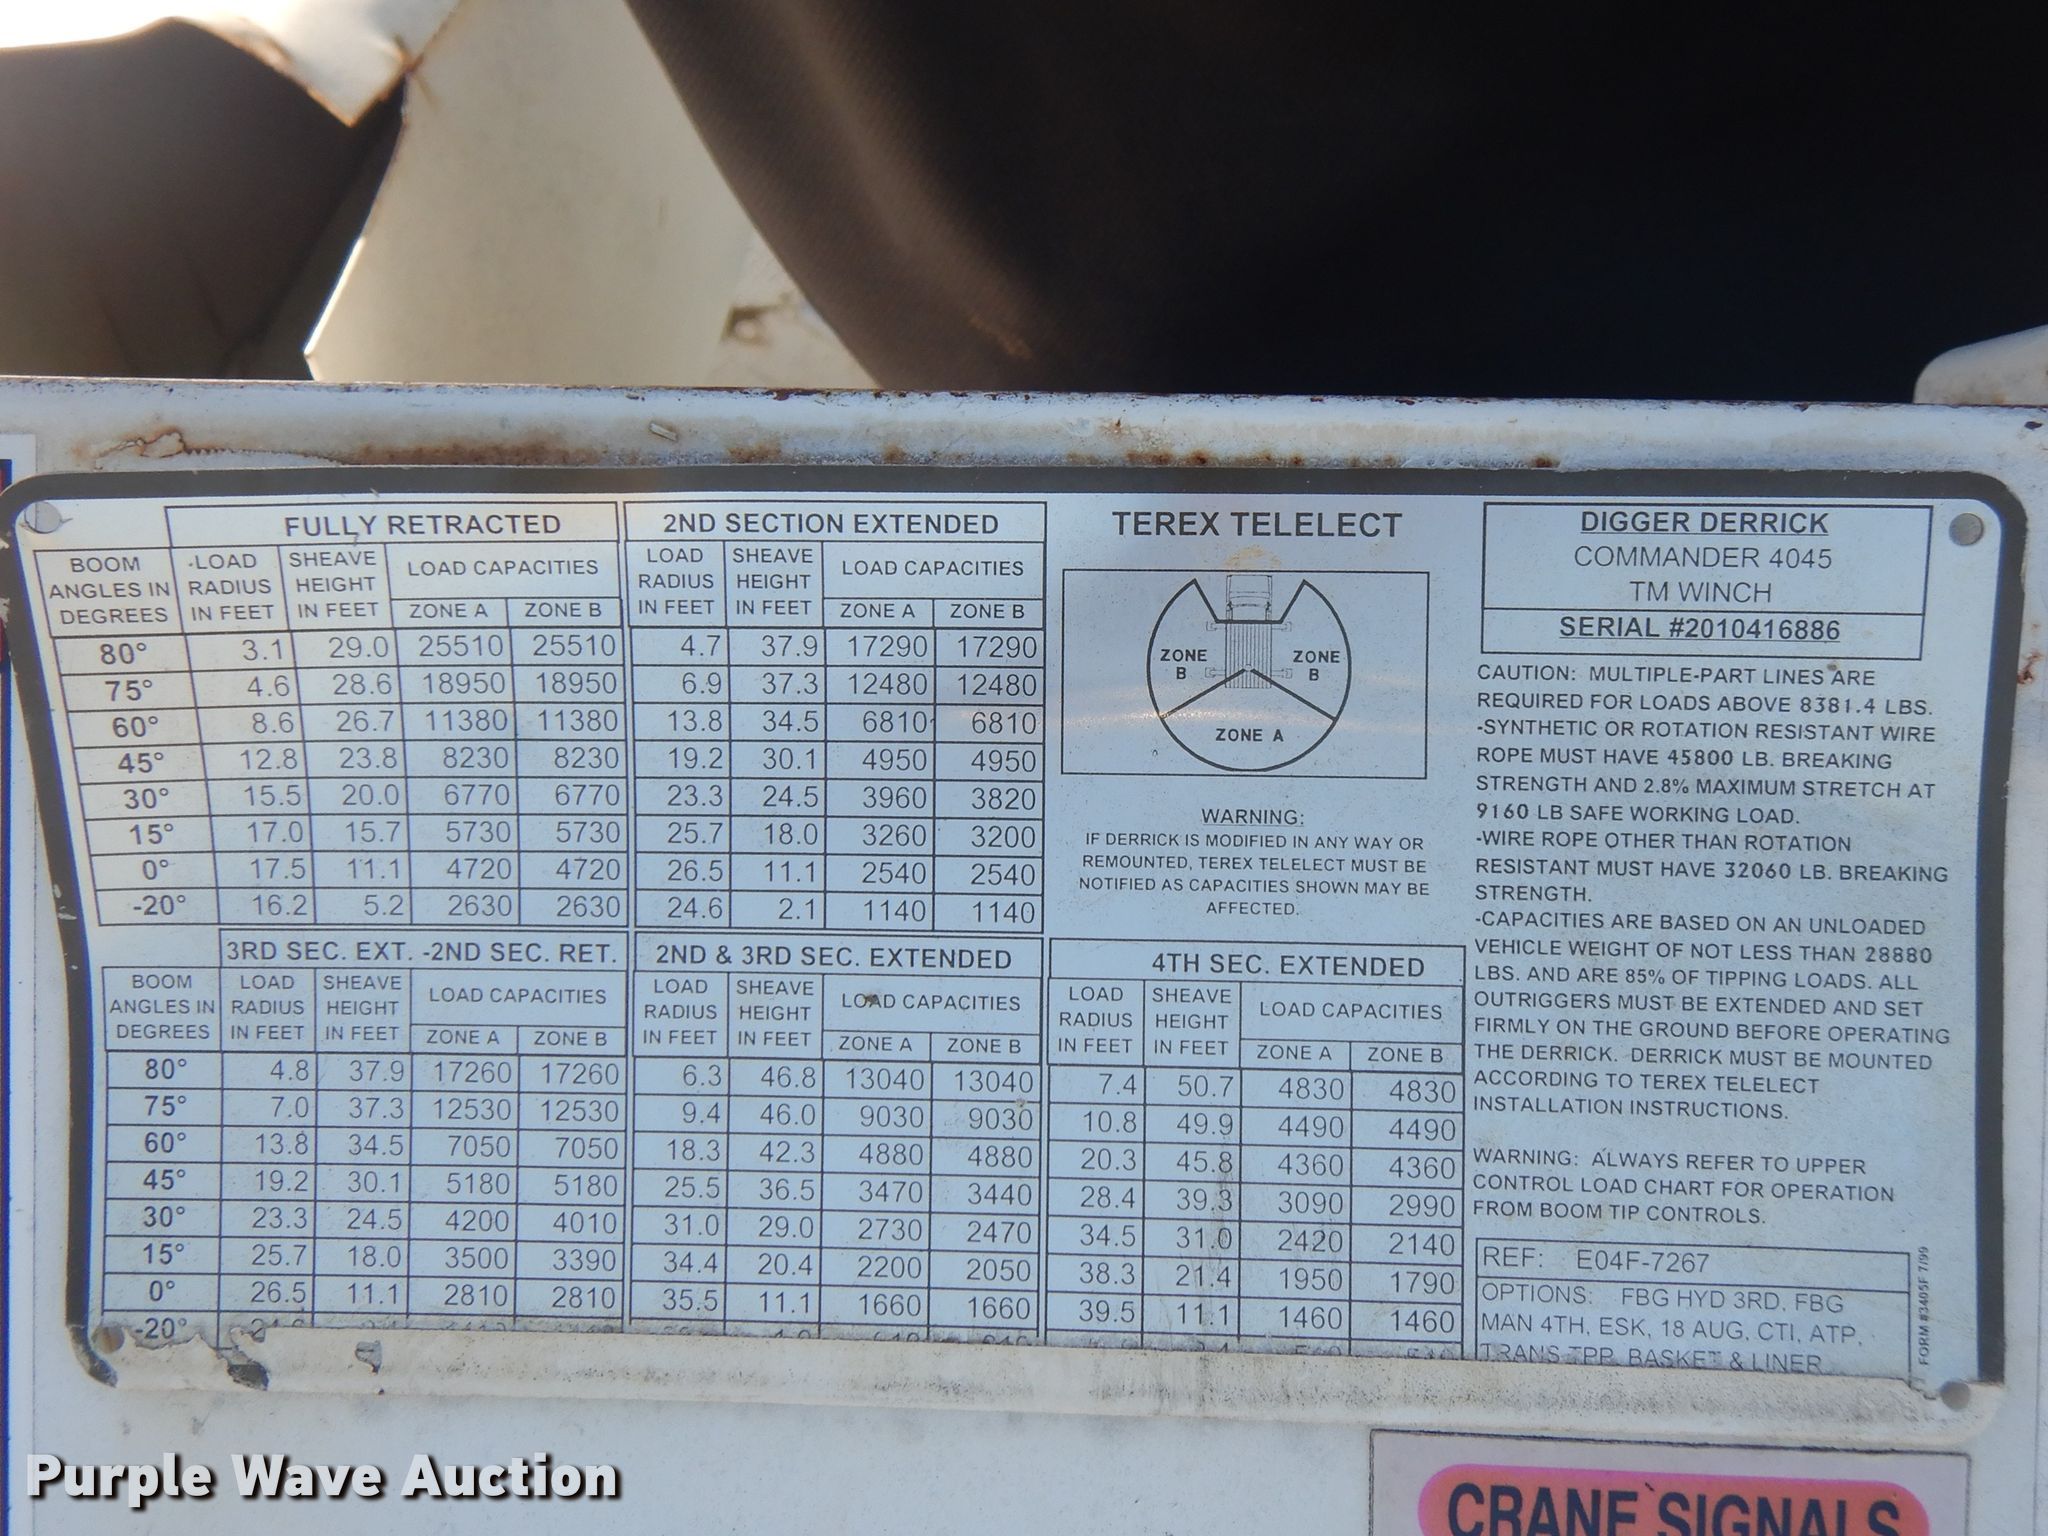 FULLY RETRACTED
BOOM ANGLES IN DEGREES | LOAD RADIUS IN FEET | SHEAVE HEIGHT IN FEET | LOAD CAPACITIES
ZONE A | ZONE B
80° 3.1 29.0 25510 25510
75° 4.6 28.6 18950 18950
60° 8.6 26.7 11380 11380
45° 12.8 23.8 8230 8230
30° 15.5 20.0 6770 6770
15° 17.0 15.7 5730 5730
0° 17.5 11.1 4720 4720
-20° 16.2 5.2 2630 2630
2ND SECTION EXTENDED
LOAD RADIUS IN FEET | SHEAVE HEIGHT IN FEET | LOAD CAPACITIES
ZONE A | ZONE B
4.7 37.9 17290 17290
6.9 37.3 12480 12480
13.8 34.5 6810 6810
19.2 30.1 4950 4950
23.3 24.5 3960 3820
25.7 18.0 3260 3200
26.5 11.1 2540 2540
24.6 2.1 1140 1140
TEREX TELELECT
ZONE B
ZONE B
ZONE A
WARNING:
IF DERRICK IS MODIFIED IN ANY WAY OR
REMOUNTED, TEREX TELELECT MUST BE
NOTIFIED AS CAPACITIES SHOWN MAY BE
AFFECTED.
3RD SEC. EXT. -2ND SEC. RET.
BOOM ANGLES IN DEGREES | LOAD RADIUS IN FEET | SHEAVE HEIGHT IN FEET | LOAD CAPACITIES
ZONE A | ZONE B
80° 4.8 37.9 17260 17260
75° 7.0 37.3 12530 12530
60° 13.8 34.5 7050 7050
45° 19.2 30.1 5180 5180
30° 23.3 24.5 4200 4010
15° 25.7 18.0 3500 3390
0° 26.5 11.1 2810 2810
-20°
2ND & 3RD SEC. EXTENDED
LOAD RADIUS IN FEET | SHEAVE HEIGHT IN FEET | LOAD CAPACITIES
ZONE A | ZONE B
6.3 46.8 13040 13040
9.4 46.0 9030 9030
18.3 42.3 4880 4880
25.5 36.5 3470 3440
31.0 29.0 2730 2470
34.4 20.4 2200 2050
35.5 11.1 1660 1660
4TH SEC. EXTENDED
LOAD RADIUS IN FEET | SHEAVE HEIGHT IN FEET | LOAD CAPACITIES
ZONE A | ZONE B
7.4 50.7 4830 4830
10.8 49.9 4490 4490
20.3 45.8 4360 4360
28.4 39.3 3090 2990
34.5 31.0 2420 2140
38.3 21.4 1950 1790
39.5 11.1 1460 1460
DIGGER DERRICK
COMMANDER 4045
TM WINCH
SERIAL #2010416886
CAUTION: MULTIPLE-PART LINES ARE
REQUIRED FOR LOADS ABOVE 8381.4 LBS.
-SYNTHETIC OR ROTATION RESISTANT WIRE
ROPE MUST HAVE 45800 LB. BREAKING
STRENGTH AND 2.8% MAXIMUM STRETCH AT
9160 LB SAFE WORKING LOAD.
-WIRE ROPE OTHER THAN ROTATION
RESISTANT MUST HAVE 32060 LB. BREAKING
STRENGTH.
-CAPACITIES ARE BASED ON AN UNLOADED
VEHICLE WEIGHT OF NOT LESS THAN 28880
LBS. AND ARE 85% OF TIPPING LOADS. ALL
OUTRIGGERS MUST BE EXTENDED AND SET
FIRMLY ON THE GROUND BEFORE OPERATING
THE DERRICK. DERRICK MUST BE MOUNTED
ACCORDING TO TEREX TELELECT
INSTALLATION INSTRUCTIONS.
WARNING: ALWAYS REFER TO UPPER
CONTROL LOAD CHART FOR OPERATION
FROM BOOM TIP CONTROLS.
REF: E04F-7267
OPTIONS: FBG HYD 3RD, FBG
MAN 4TH, ESK, 18 AUG, CTI, ATP,
TRANS TPP, BASKET & LINER
FORM #3405F 7/99
CRANE SIGNALS
Purple Wave Auction